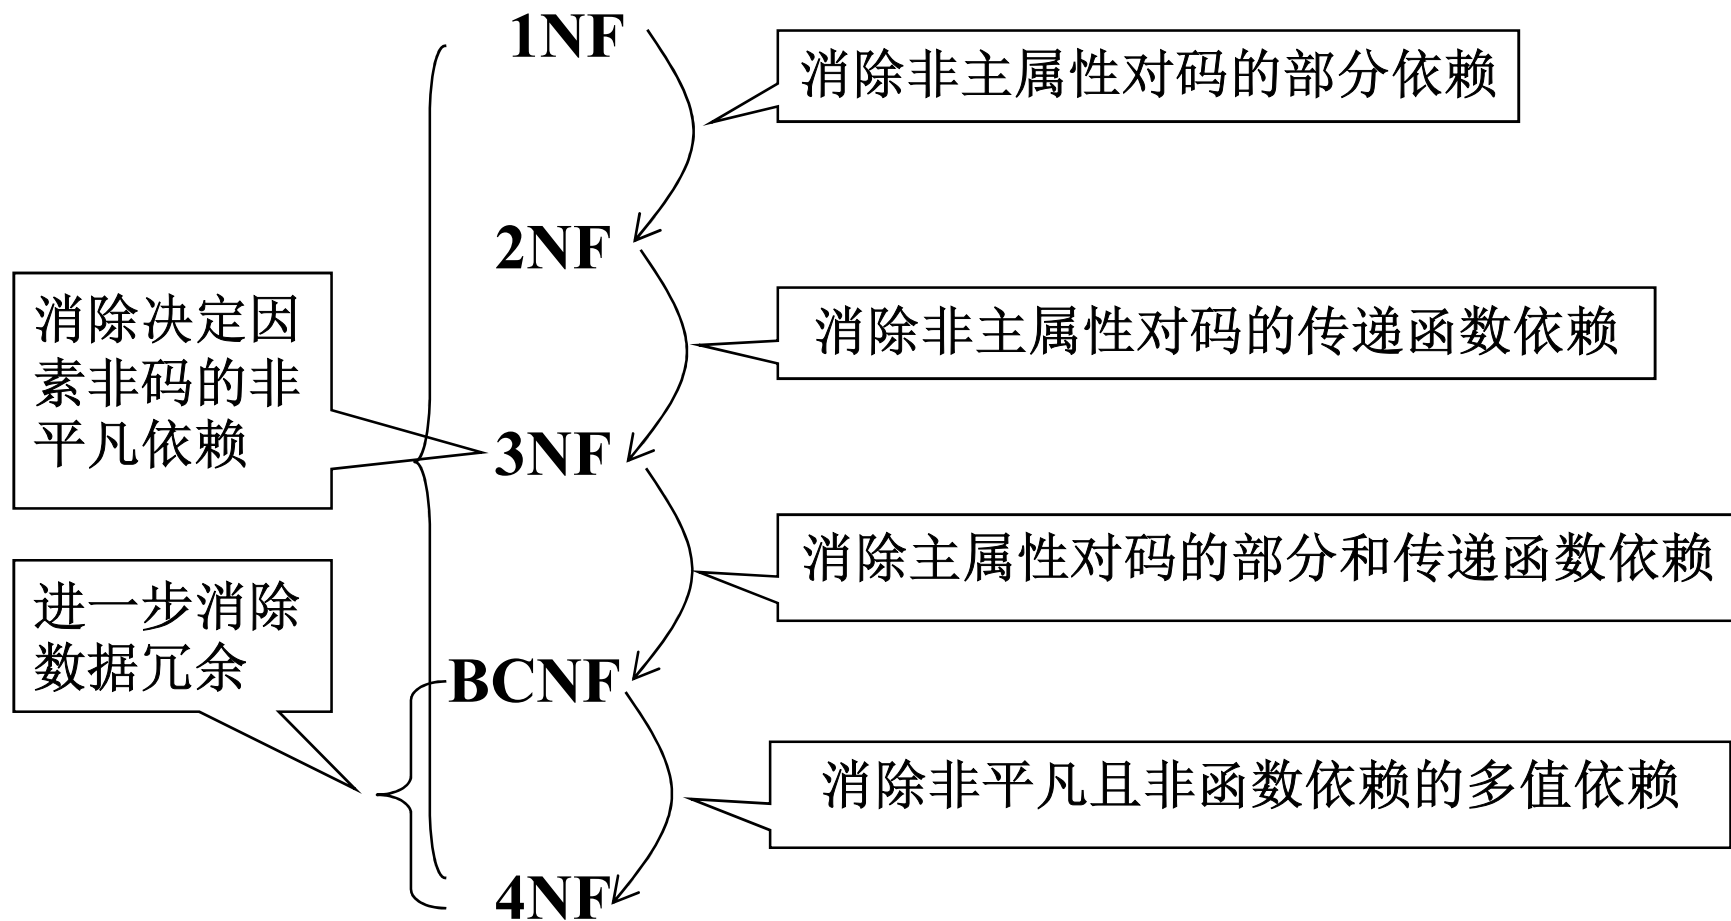 1NF
消除非主属性对码的部分依赖
2NF
消除决定因
素非码的非
平凡依赖
消除非主属性对码的传递函数依赖
3NF
消除主属性对码的部分和传递函数依赖
进一步消除
数据冗余
BCNF
消除非平凡且非函数依赖的多值依赖
4NF